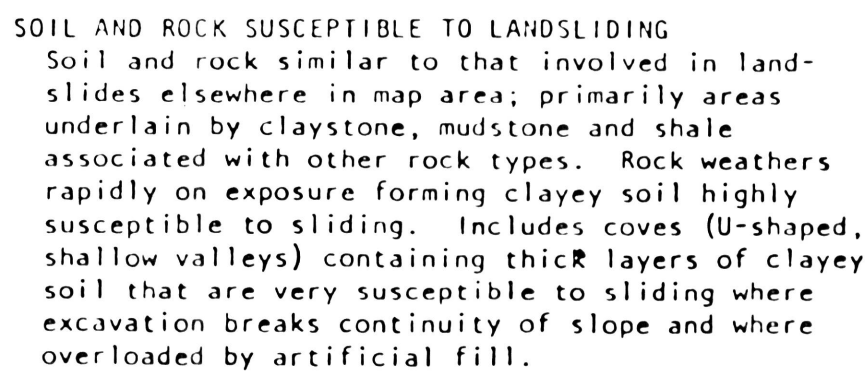 SOIL AND ROCK SUSCEPTIBLE TO LANDSLIDING
Soil and rock similar to that involved in land-
slides elsewhere in map area; primarily areas
underlain by claystone, mudstone and shale
associated with other rock types. Rock weathers
rapidly on exposure forming clayey soil highly
susceptible to sliding. Includes coves (U-shaped,
shallow valleys) containing thick layers of clayey
soil that are very susceptible to sliding where
excavation breaks continuity of slope and where
overloaded by artificial fill.